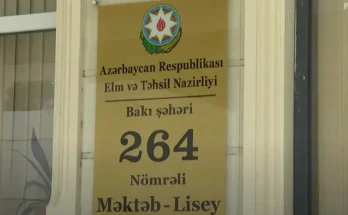 Azərbaycan Respublikası
Elm və Təhsil Nazirliyi
Bakı şəhəri
264
Nömrəli
Məktəb - Lisey